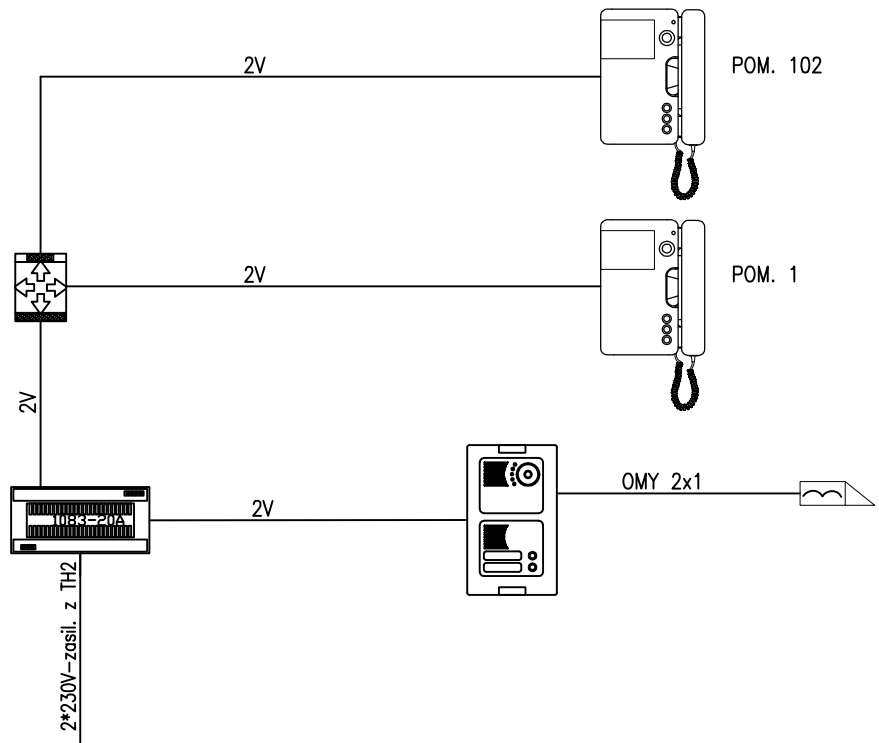 2V
POM. 102
2V
POM. 1
2V
OMY 2x1
1083-20A
2V
2*230V-zasil. z TH2